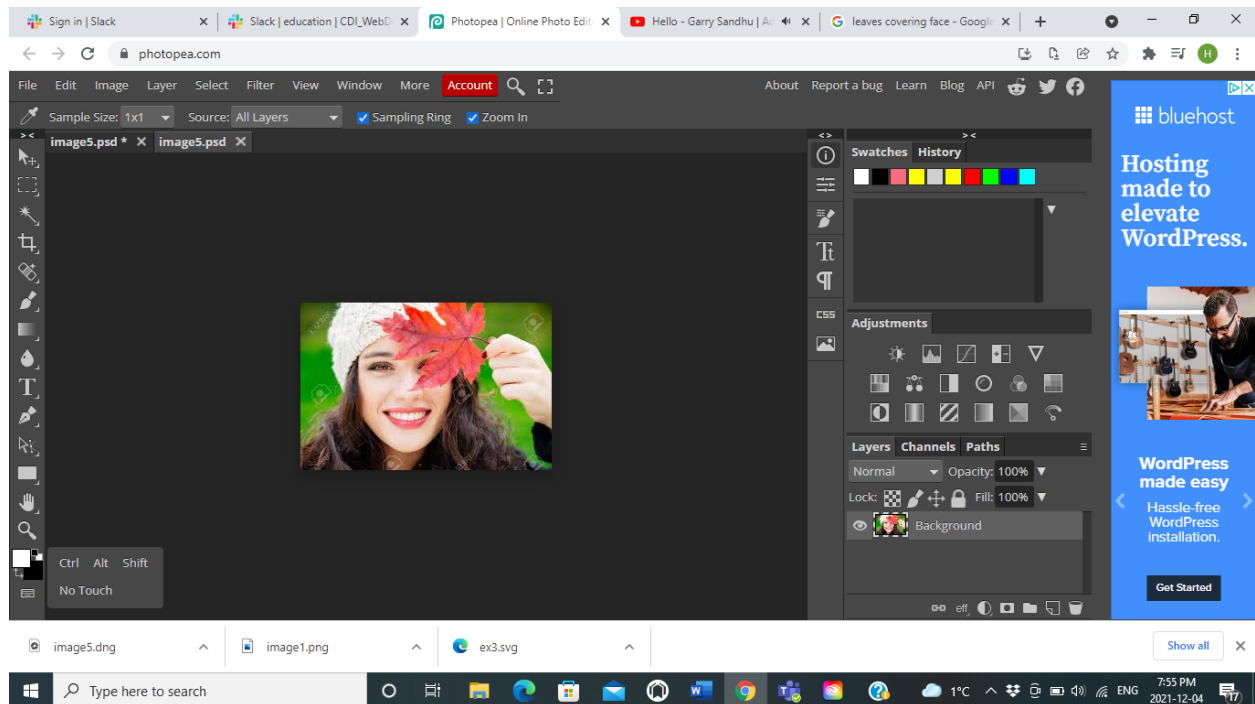 Sign in | Slack
Slack | education | CDI_WebD
Photopea | Online Photo Edit
Hello - Garry Sandhu | Ac
leaves covering face - Google
photopea.com
H
File Edit Image Layer Select Filter View Window More Account
About Report a bug Learn Blog API
Sample Size: 1x1 Source: All Layers Sampling Ring Zoom In
image5.psd * image5.psd
Swatches History
Tt
CSS
Adjustments
T
Layers Channels Paths
Normal Opacity: 100%
Lock: Fill: 100%
Background
Ctrl Alt Shift
No Touch
eff
bluehost
Hosting
made to
elevate
WordPress.
WordPress
made easy
Hassle-free
WordPress
installation.
Get Started
image5.dng
image1.png
ex3.svg
Show all
Type here to search
1°C
ENG
7:55 PM
2021-12-04
17